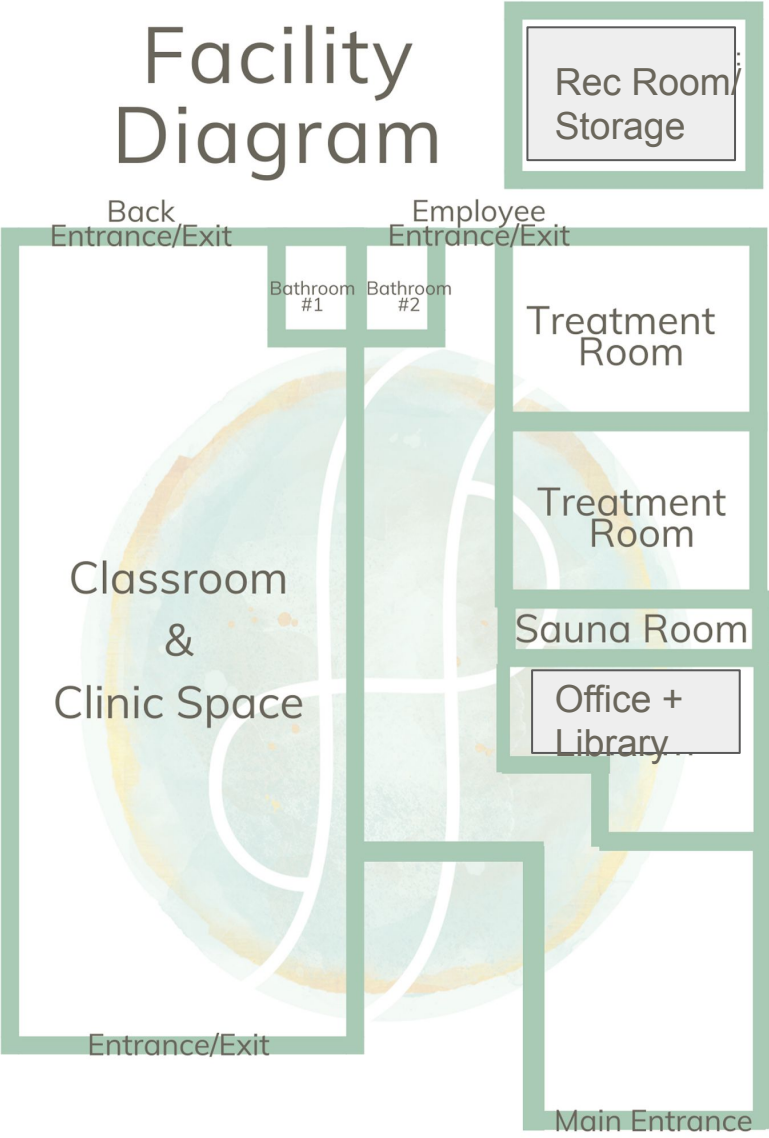 Facility
Diagram
Rec Room/
Storage
Back
Entrance/Exit
Employee
Entrance/Exit
Bathroom
#1
Bathroom
#2
Treatment
Room
Treatment
Room
Classroom
&
Clinic Space
Sauna Room
Office +
Library
Entrance/Exit
Main Entrance